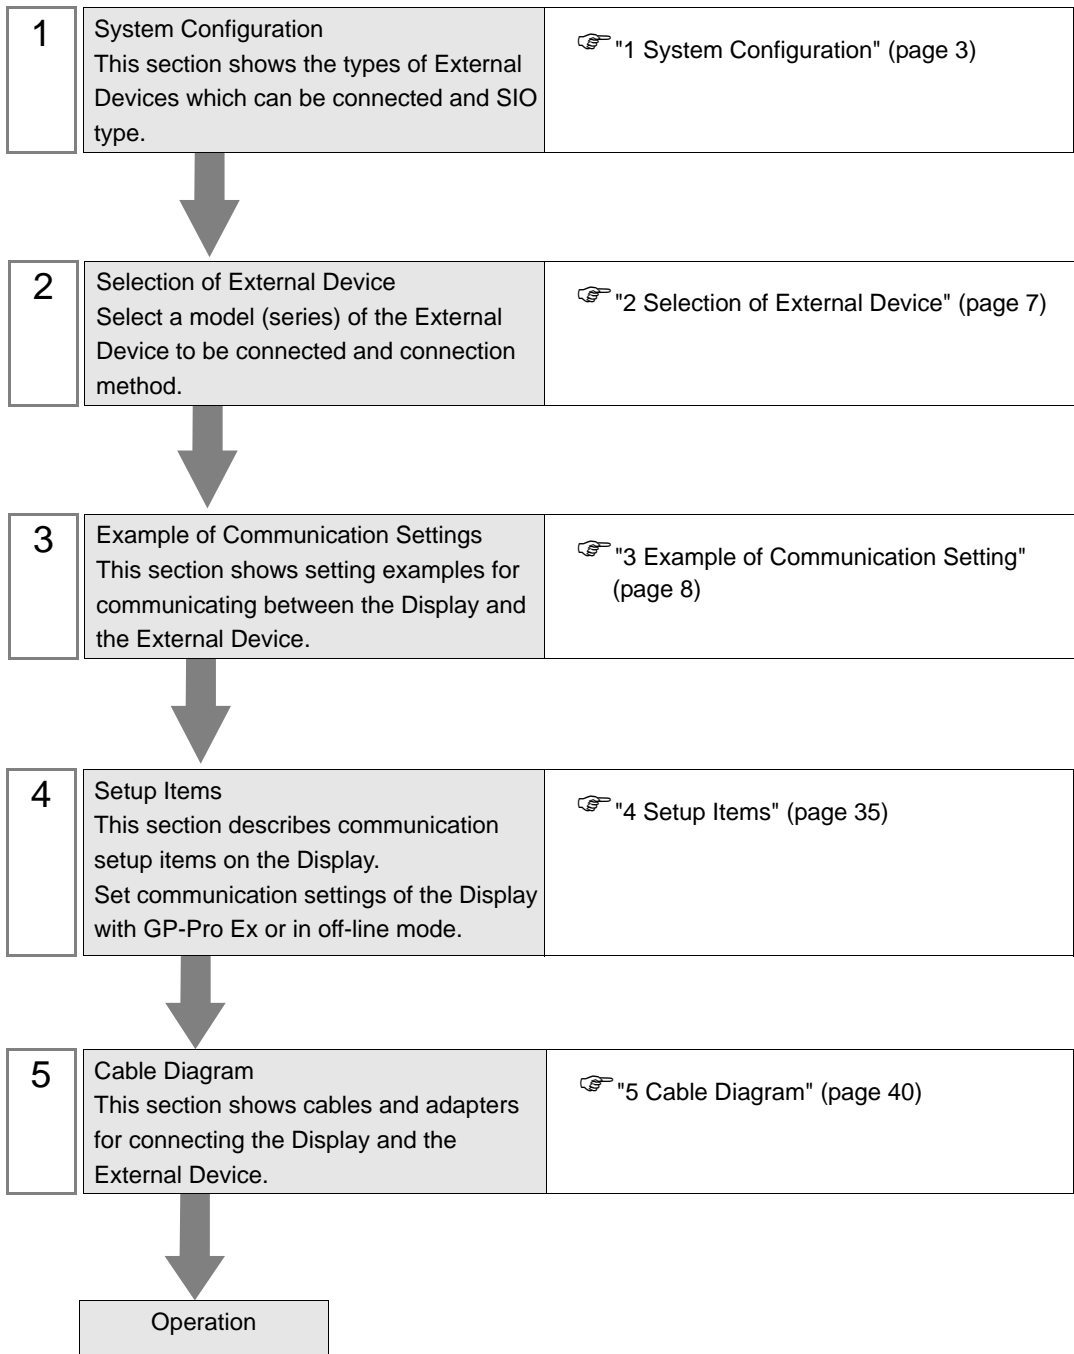 1
System Configuration
This section shows the types of External
Devices which can be connected and SIO
type.
"1 System Configuration" (page 3)
2
Selection of External Device
Select a model (series) of the External
Device to be connected and connection
method.
"2 Selection of External Device" (page 7)
3
Example of Communication Settings
This section shows setting examples for
communicating between the Display and
the External Device.
"3 Example of Communication Setting"
(page 8)
4
Setup Items
This section describes communication
setup items on the Display.
Set communication settings of the Display
with GP-Pro Ex or in off-line mode.
"4 Setup Items" (page 35)
5
Cable Diagram
This section shows cables and adapters
for connecting the Display and the
External Device.
"5 Cable Diagram" (page 40)
Operation